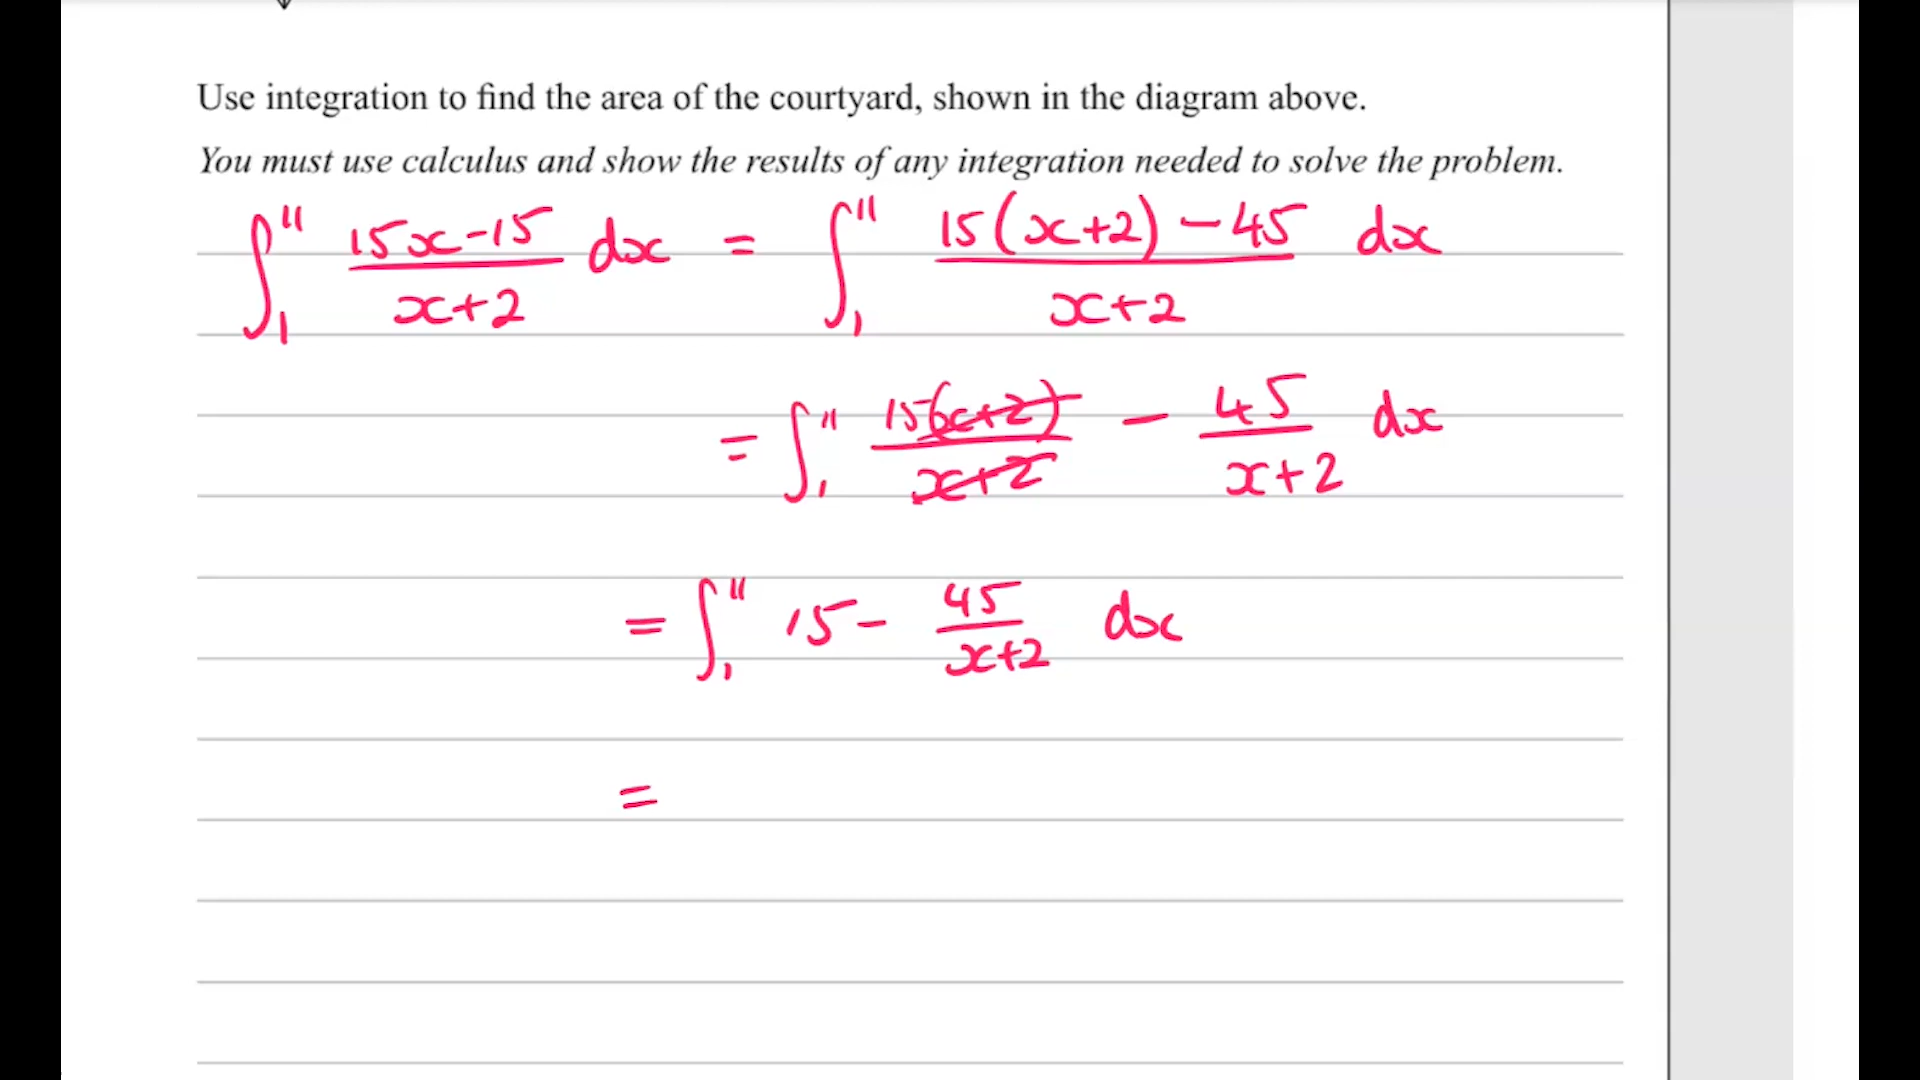 Use integration to find the area of the courtyard, shown in the diagram above.
You must use calculus and show the results of any integration needed to solve the problem.
∫₁¹¹ (15x-15)/(x+2) dx = ∫₁¹¹ (15(x+2) - 45)/(x+2) dx
= ∫₁¹¹ 15(x+2)/(x+2) - 45/(x+2) dx
= ∫₁¹¹ 15 - 45/(x+2) dx
=